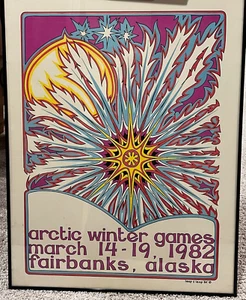 arctic winter games
march 14-19, 1982
fairbanks, alaska